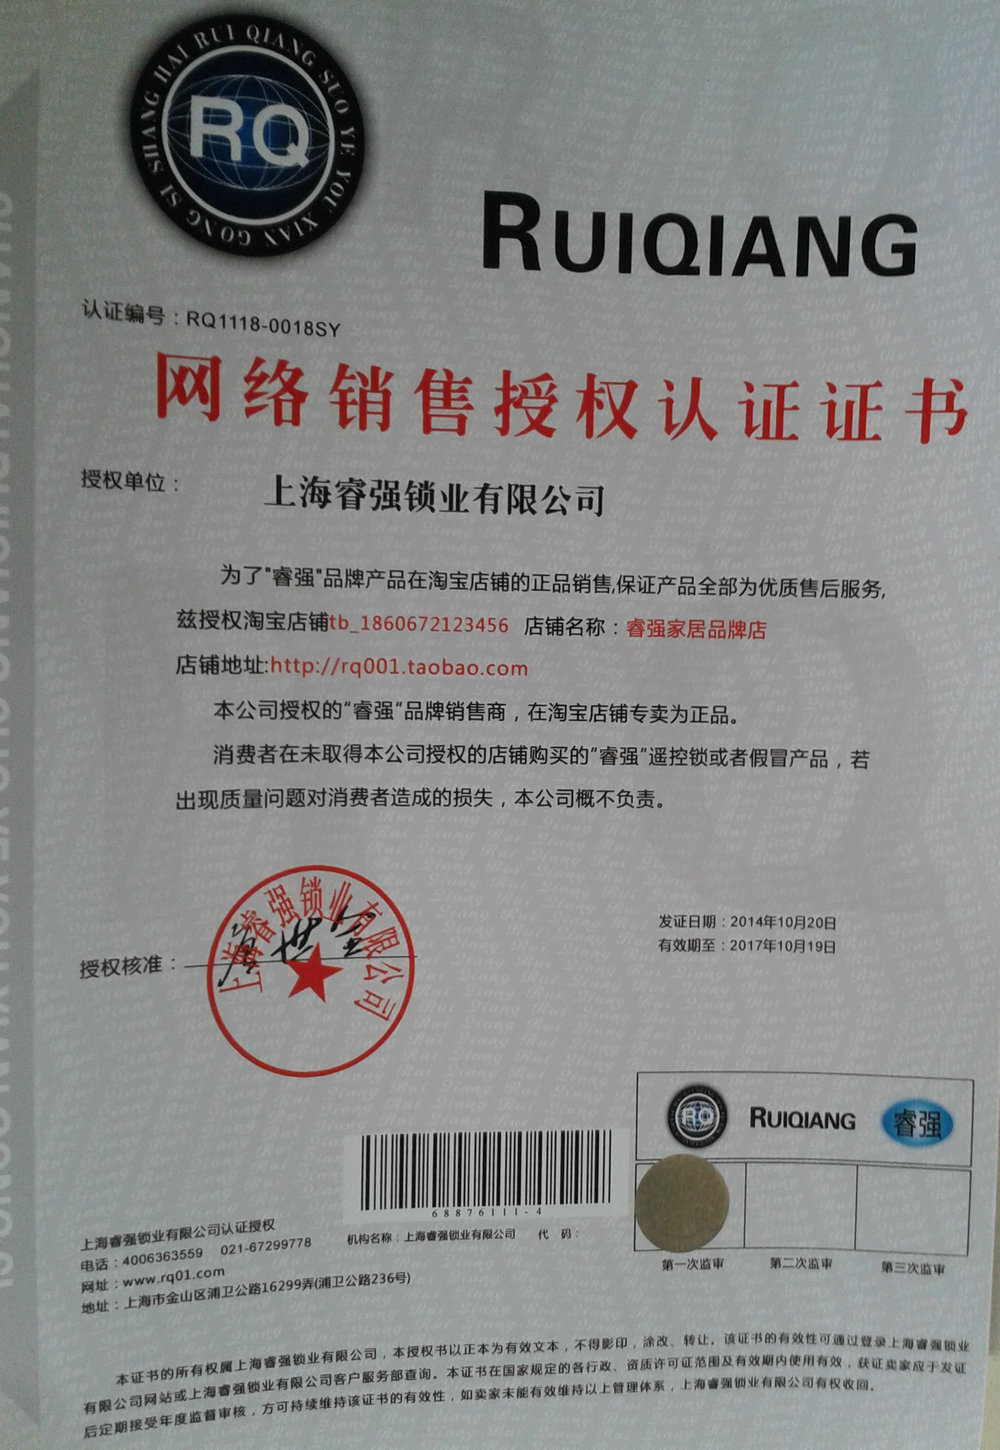 SHANG HAI RUI QIANG SUO YE YOU XIAN GONG SI
RQ
RUIQIANG
认证编号：RQ1118-0018SY
网络销售授权认证证书
授权单位： 上海睿强锁业有限公司
为了"睿强"品牌产品在淘宝店铺的正品销售,保证产品全部为优质售后服务,
兹授权淘宝店铺tb_1860672123456 店铺名称：睿强家居品牌店
店铺地址:http://rq001.taobao.com
本公司授权的“睿强”品牌销售商，在淘宝店铺专卖为正品。
消费者在未取得本公司授权的店铺购买的“睿强”遥控锁或者假冒产品，若
出现质量问题对消费者造成的损失，本公司概不负责。
发证日期：2014年10月20日
有效期至：2017年10月19日
授权核准：
上海睿强锁业有限公司
RQ RUIQIANG 睿强
第一次监审 第二次监审 第三次监审
68876111-4
机构名称：上海睿强锁业有限公司 代 码：
上海睿强锁业有限公司认证授权
电话：4006363559 021-67299778
网址：www.rq01.com
地址：上海市金山区浦卫公路16299弄(浦卫公路236号)
本证书的所有权属上海睿强锁业有限公司，本授权书以正本为有效文本，不得影印，涂改、转让。该证书的有效性可通过登录上海睿强锁业
有限公司网站或上海睿强锁业有限公司客户服务部查询。本证书在国家规定的各行政、资质许可证范围及有效期内使用有效，获证卖家应于发证
后定期接受年度监督审核，方可持续维持该证书的有效性，如卖家未能有效维持以上管理体系，上海睿强锁业有限公司有权收回。